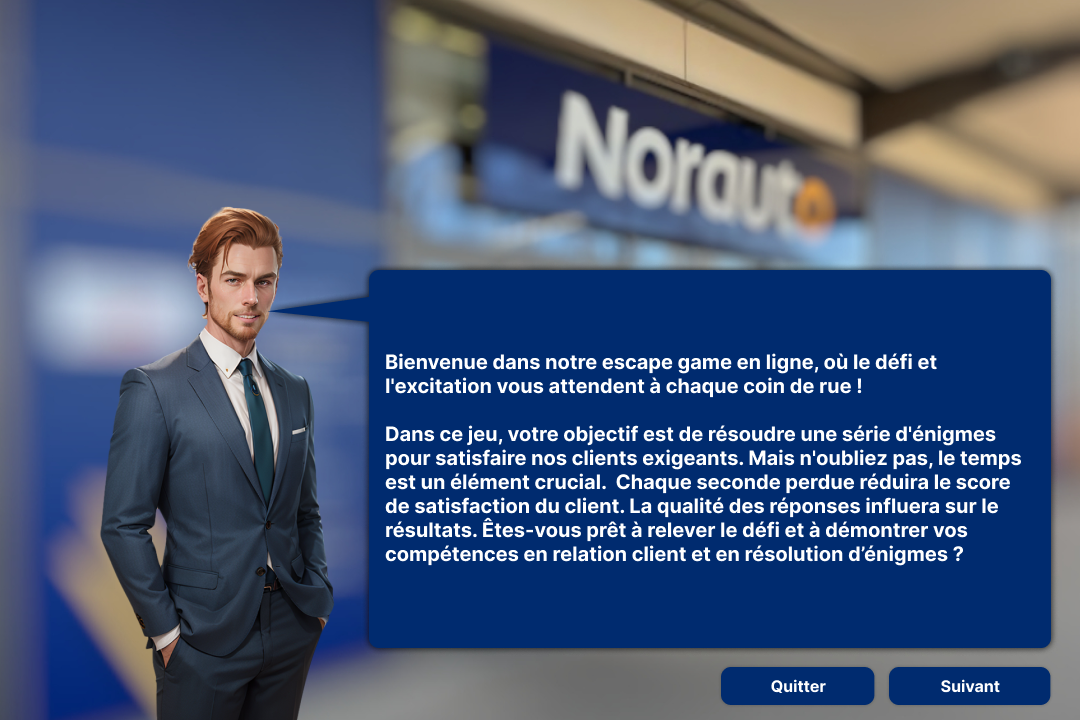 Norauto
Bienvenue dans notre escape game en ligne, où le défi et
l'excitation vous attendent à chaque coin de rue !
Dans ce jeu, votre objectif est de résoudre une série d'énigmes
pour satisfaire nos clients exigeants. Mais n'oubliez pas, le temps
est un élément crucial.  Chaque seconde perdue réduira le score
de satisfaction du client. La qualité des réponses influera sur le
résultats. Êtes-vous prêt à relever le défi et à démontrer vos
compétences en relation client et en résolution d’énigmes ?
Quitter
Suivant